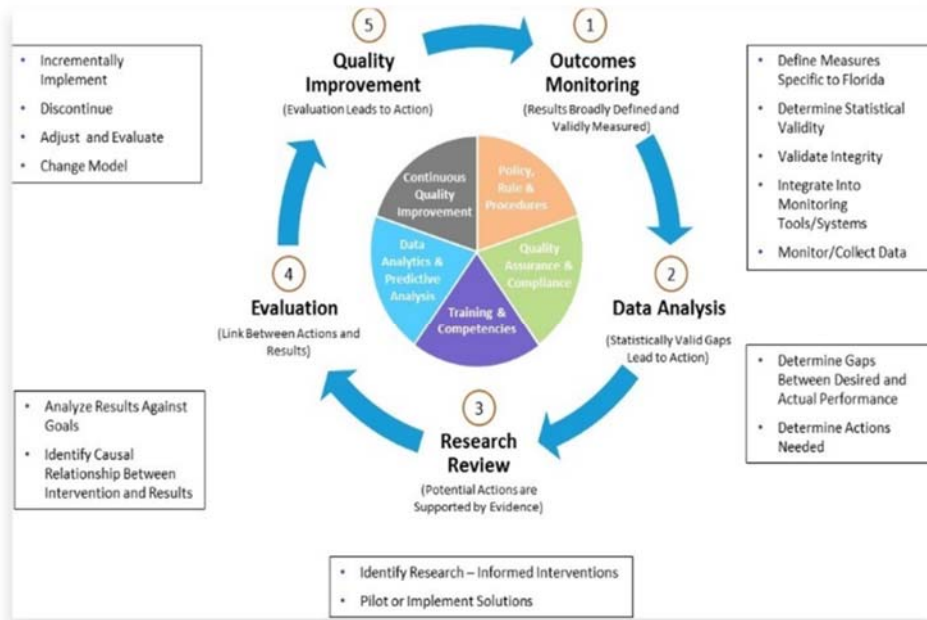 5
Quality
Improvement
(Evaluation Leads to Action)
1
Outcomes
Monitoring
(Results Broadly Defined and
Validly Measured)
• Incrementally
Implement
• Discontinue
• Adjust and Evaluate
• Change Model
• Define Measures
Specific to Florida
• Determine Statistical
Validity
• Validate Integrity
• Integrate Into
Monitoring
Tools/Systems
• Monitor/Collect Data
Continuous
Quality
Improvement
Policy,
Rule &
Procedures
Data
Analytics &
Predictive
Analysis
Quality
Assurance &
Compliance
Training &
Competencies
4
Evaluation
(Link Between Actions and
Results)
2
Data Analysis
(Statistically Valid Gaps
Lead to Action)
• Analyze Results Against
Goals
• Identify Causal
Relationship Between
Intervention and Results
3
Research
Review
(Potential Actions are
Supported by Evidence)
• Determine Gaps
Between Desired and
Actual Performance
• Determine Actions
Needed
• Identify Research – Informed Interventions
• Pilot or Implement Solutions